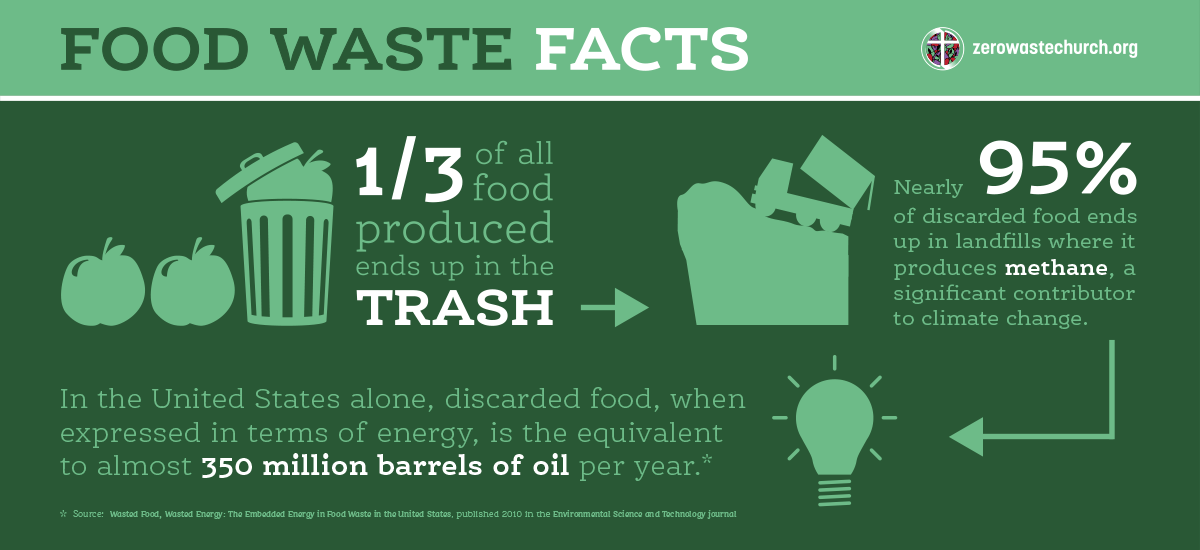 FOOD WASTE FACTS
zerowastechurch.org
1/3 of all
food
produced
ends up in the
TRASH
Nearly 95%
of discarded food ends
up in landfills where it
produces methane, a
significant contributor
to climate change.
In the United States alone, discarded food, when
expressed in terms of energy, is the equivalent
to almost 350 million barrels of oil per year.*
☆ Source: Wasted Food, Wasted Energy: The Embedded Energy in Food Waste in the United States, published 2010 in the Environmental Science and Technology journal